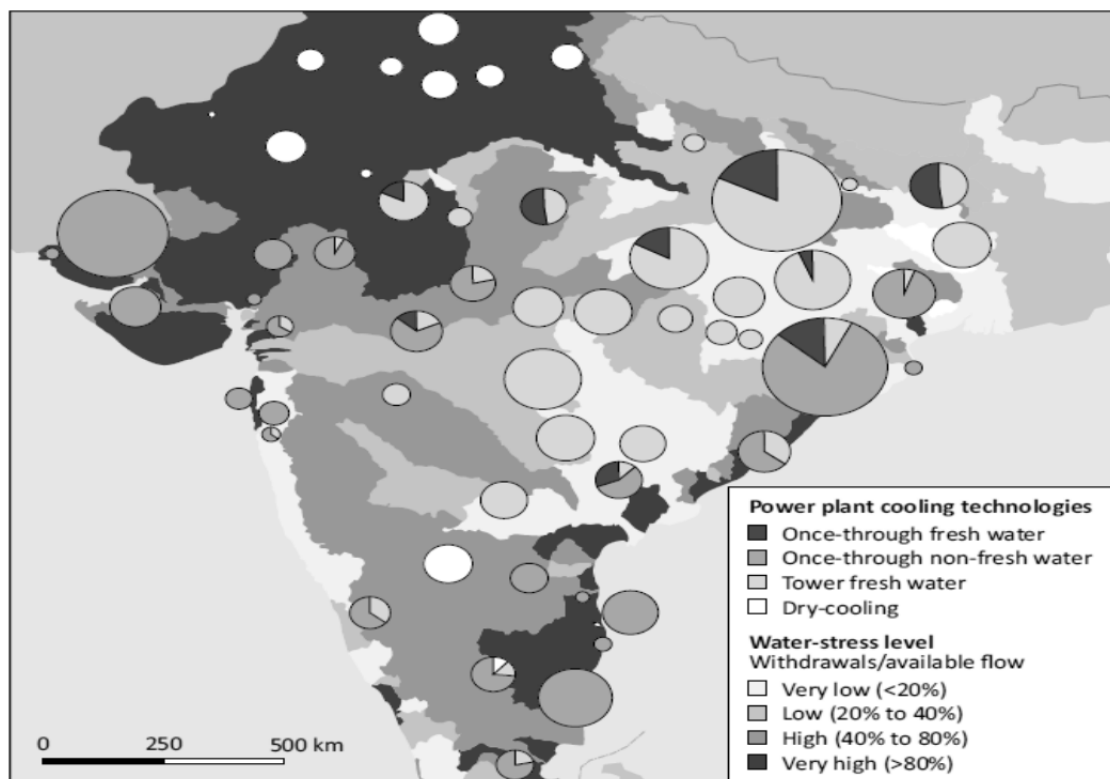 Power plant cooling technologies
Once-through fresh water
Once-through non-fresh water
Tower fresh water
Dry-cooling
Water-stress level
Withdrawals/available flow
Very low (<20%)
Low (20% to 40%)
High (40% to 80%)
Very high (>80%)
0 250 500 km